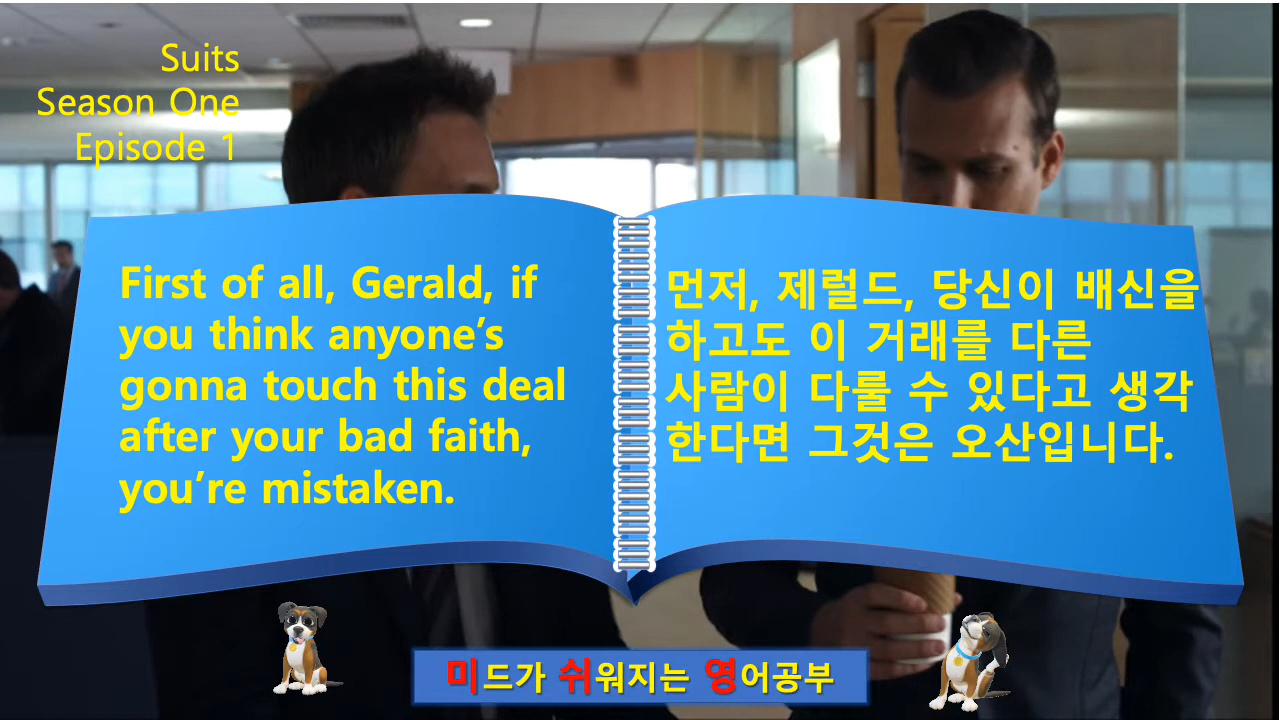 Suits
Season One
Episode 1
First of all, Gerald, if
you think anyone’s
gonna touch this deal
after your bad faith,
you’re mistaken.
먼저, 제럴드, 당신이 배신을
하고도 이 거래를 다른
사람이 다룰 수 있다고 생각
한다면 그것은 오산입니다.
미드가 쉬워지는 영어공부